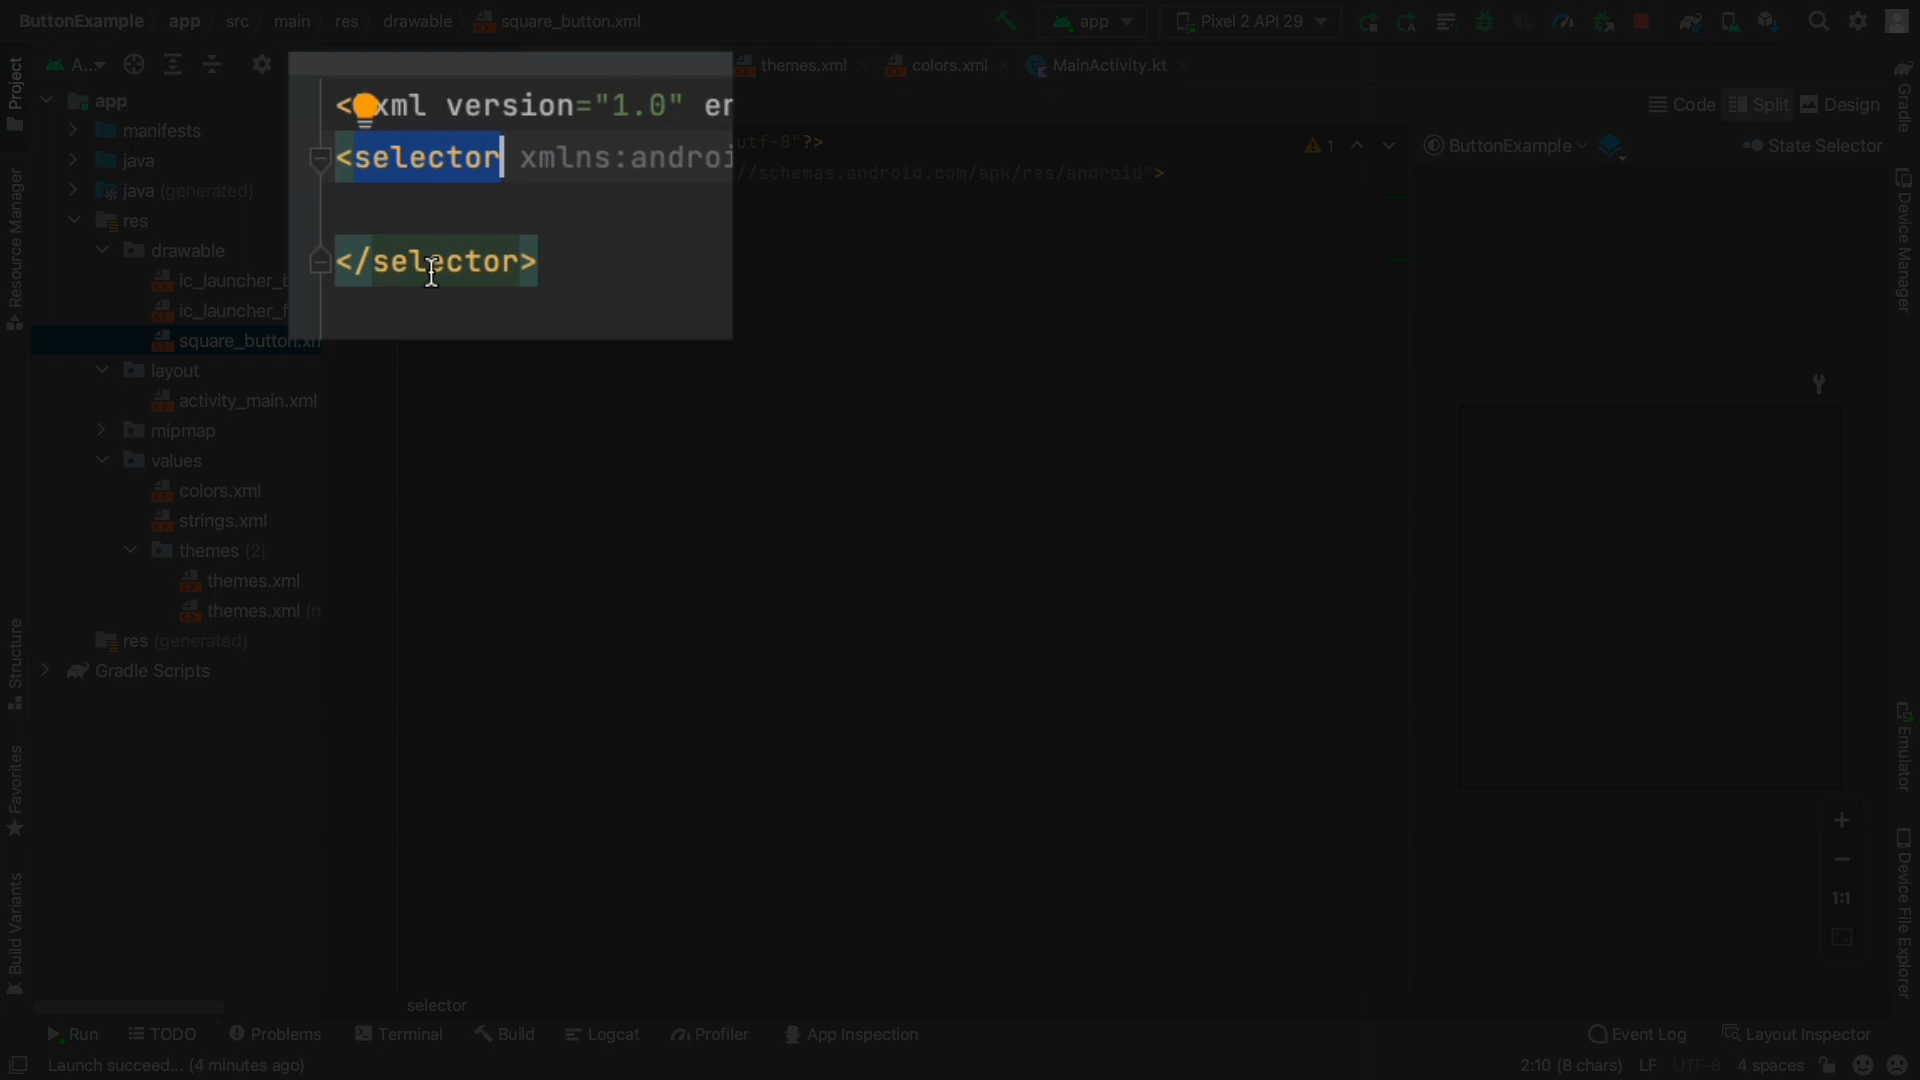 ButtonExample app src main res drawable square_button.xml
app Pixel 2 API 29
A... themes.xml colors.xml MainActivity.kt
Project
Resource Manager
Structure
Favorites
Build Variants
app
manifests
java
java (generated)
res
drawable
ic_launcher_b
ic_launcher_f
square_button.xm
layout
activity_main.xml
mipmap
values
colors.xml
strings.xml
themes (2)
themes.xml
themes.xml (n
res (generated)
Gradle Scripts
xml version="1.0" en
<selector xmlns:androi
</selector>
utf-8"?>
//schemas.android.com/apk/res/android">
1
Code Split Design
ButtonExample State Selector
1:1
Gradle
Device Manager
Emulator
Device File Explorer
selector
Run TODO Problems Terminal Build Logcat Profiler App Inspection Event Log Layout Inspector
Launch succeed... (4 minutes ago) 2:10 (8 chars) LF UTF-8 4 spaces